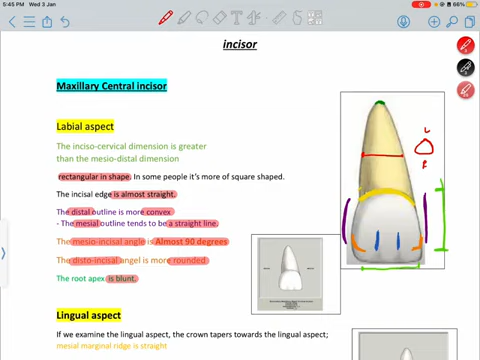 5:45 PM Wed 3 Jan
66%
incisor
Maxillary Central incisor
Labial aspect
The inciso-cervical dimension is greater
than the mesio-distal dimension
rectangular in shape. In some people it's more of square shaped.
The incisal edge is almost straight.
The distal outline is more convex
- The mesial outline tends to be a straight line.
The mesio-incisal angle is Almost 90 degrees
The disto-incisal angel is more rounded
The root apex is blunt.
Lingual aspect
If we examine the lingual aspect, the crown tapers towards the lingual aspect;
mesial marginal ridge is straight